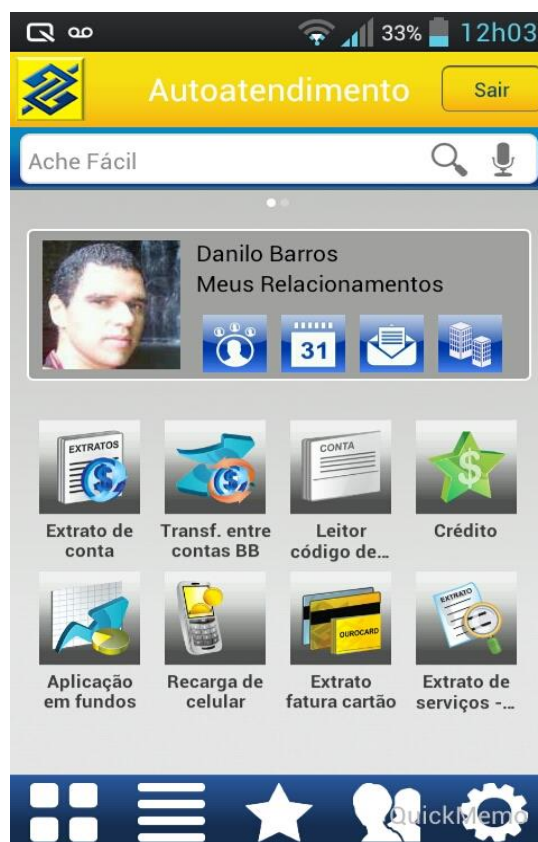 33% 12h03
Autoatendimento Sair
Ache Fácil
Danilo Barros
Meus Relacionamentos
31
EXTRATOS CONTA
Extrato de Transf. entre Leitor Crédito
conta contas BB código de...
OUROCARD EXTRATO
Aplicação Recarga de Extrato Extrato de
em fundos celular fatura cartão serviços -...
QuickMemo